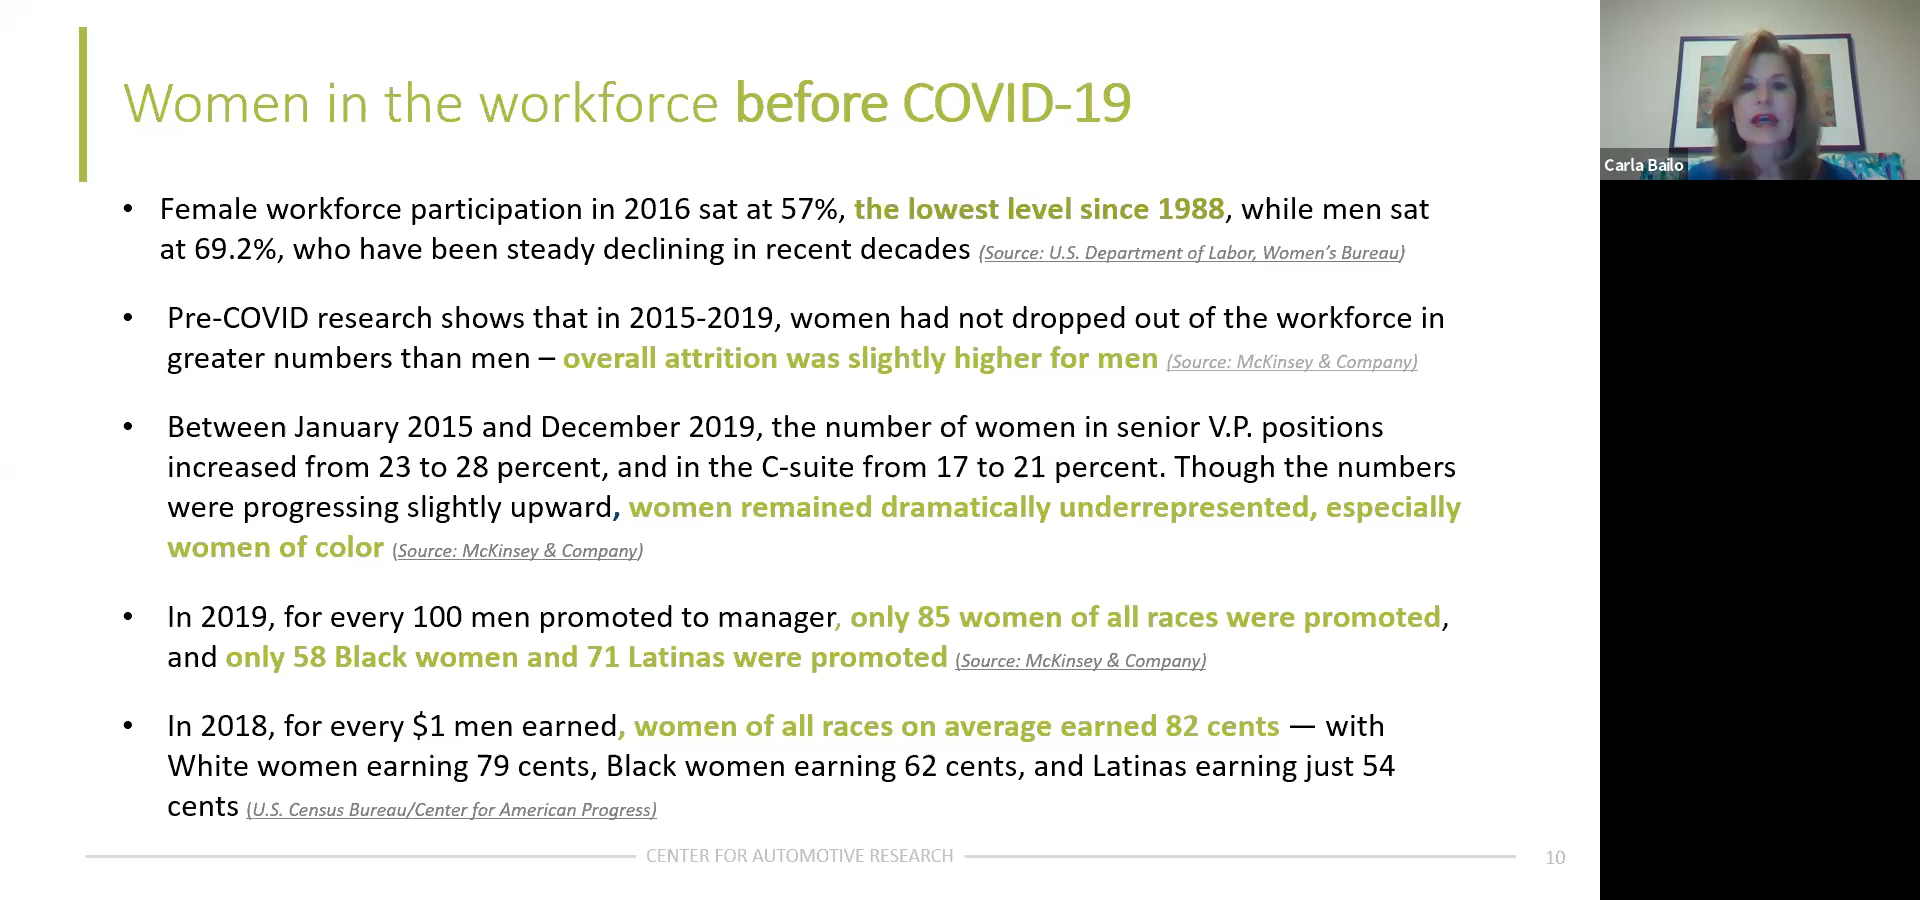 Women in the workforce before COVID-19
Carla Bailo
• Female workforce participation in 2016 sat at 57%, the lowest level since 1988, while men sat
at 69.2%, who have been steady declining in recent decades (Source: U.S. Department of Labor, Women’s Bureau)
• Pre-COVID research shows that in 2015-2019, women had not dropped out of the workforce in
greater numbers than men – overall attrition was slightly higher for men (Source: McKinsey & Company)
• Between January 2015 and December 2019, the number of women in senior V.P. positions
increased from 23 to 28 percent, and in the C-suite from 17 to 21 percent. Though the numbers
were progressing slightly upward, women remained dramatically underrepresented, especially
women of color (Source: McKinsey & Company)
• In 2019, for every 100 men promoted to manager, only 85 women of all races were promoted,
and only 58 Black women and 71 Latinas were promoted (Source: McKinsey & Company)
• In 2018, for every $1 men earned, women of all races on average earned 82 cents — with
White women earning 79 cents, Black women earning 62 cents, and Latinas earning just 54
cents (U.S. Census Bureau/Center for American Progress)
CENTER FOR AUTOMOTIVE RESEARCH
10